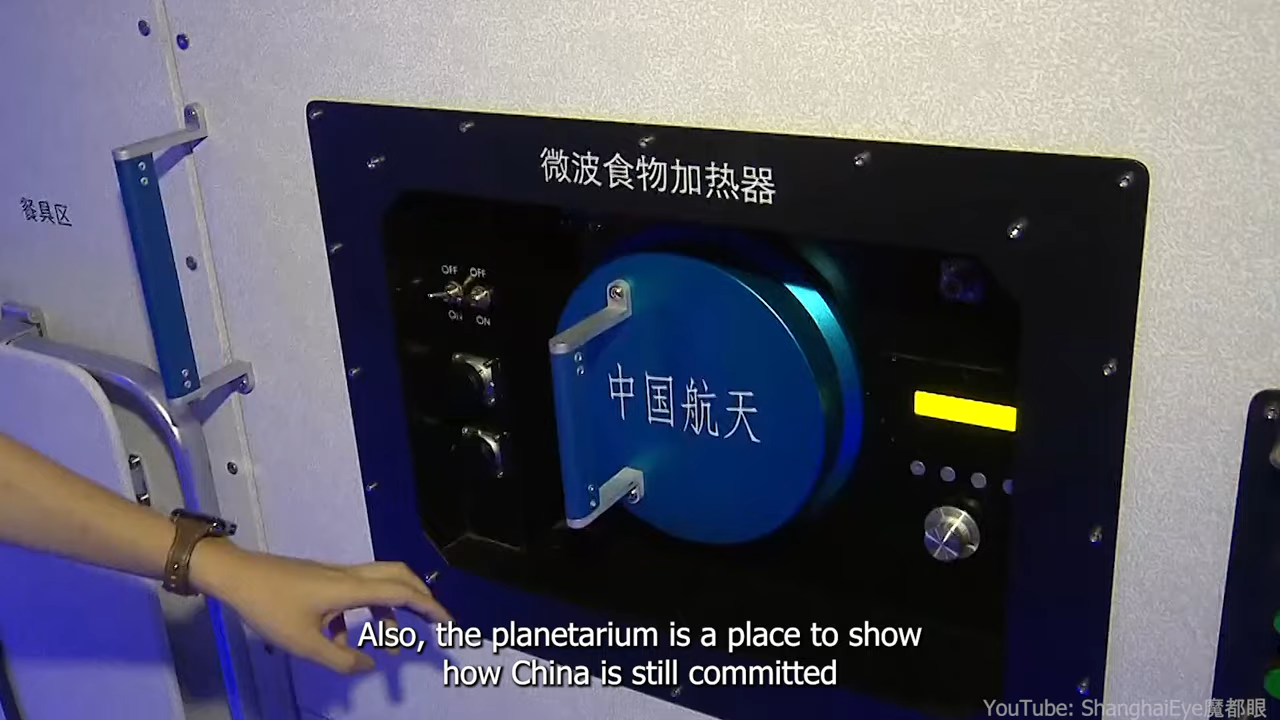 微波食物加热器
餐具区
OFF OFF
ON ON
中国航天
Also, the planetarium is a place to show
how China is still committed
YouTube: ShanghaiEye魔都眼